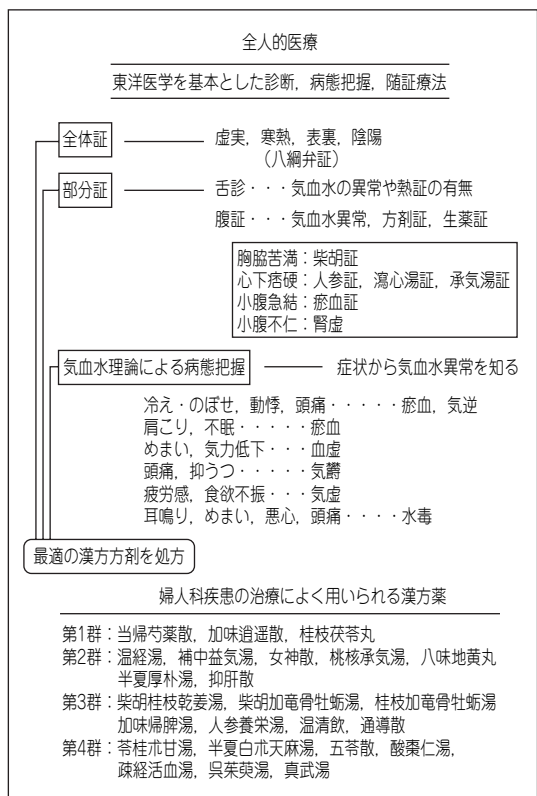 全人的医療
東洋医学を基本とした診断，病態把握，随証療法
全体証 虚実，寒熱，表裏，陰陽
（八綱弁証）
部分証 舌診・・・気血水の異常や熱証の有無
腹証・・・気血水異常，方剤証，生薬証
胸脇苦満：柴胡証
心下痞硬：人参証，瀉心湯証，承気湯証
小腹急結：瘀血証
小腹不仁：腎虚
気血水理論による病態把握 症状から気血水異常を知る
冷え・のぼせ，動悸，頭痛・・・・・瘀血，気逆
肩こり，不眠・・・・・瘀血
めまい，気力低下・・・血虚
頭痛，抑うつ・・・・・気鬱
疲労感，食欲不振・・・気虚
耳鳴り，めまい，悪心，頭痛・・・・水毒
最適の漢方方剤を処方
婦人科疾患の治療によく用いられる漢方薬
第1群：当帰芍薬散，加味逍遥散，桂枝茯苓丸
第2群：温経湯，補中益気湯，女神散，桃核承気湯，八味地黄丸
半夏厚朴湯，抑肝散
第3群：柴胡桂枝乾姜湯，柴胡加竜骨牡蛎湯，桂枝加竜骨牡蛎湯
加味帰脾湯，人参養栄湯，温清飲，通導散
第4群：苓桂朮甘湯，半夏白朮天麻湯，五苓散，酸棗仁湯，
疎経活血湯，呉茱萸湯，真武湯